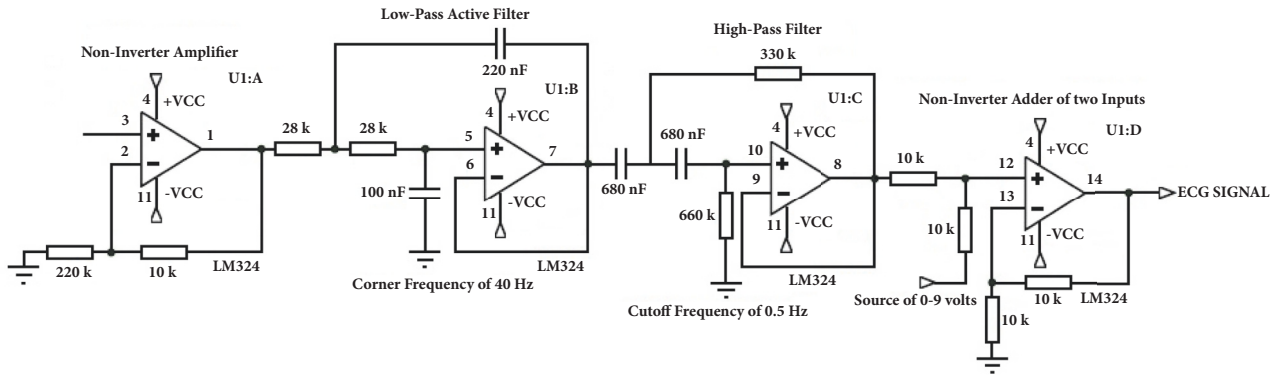 Low-Pass Active Filter
Non-Inverter Amplifier
U1:A
4
+VCC
3
2
1
-VCC
11
220 k
10 k
LM324
28 k
28 k
220 nF
U1:B
4
+VCC
5
6
7
100 nF
-VCC
11
LM324
Corner Frequency of 40 Hz
High-Pass Filter
330 k
U1:C
680 nF
680 nF
4
+VCC
10
9
8
660 k
-VCC
11
LM324
Cutoff Frequency of 0.5 Hz
Non-Inverter Adder of two Inputs
U1:D
10 k
4
+VCC
12
13
14
ECG SIGNAL
10 k
-VCC
11
Source of 0-9 volts
10 k
LM324
10 k